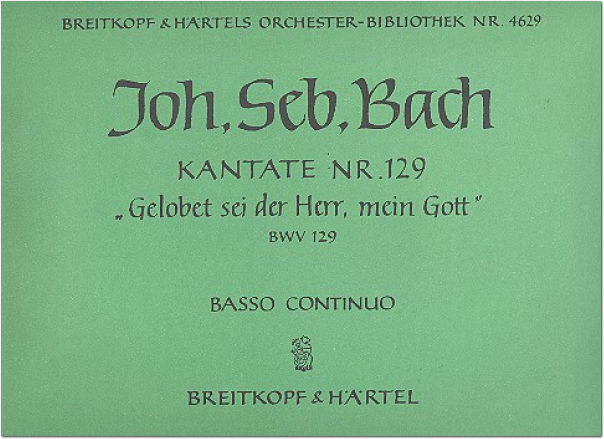 BREITKOPF & HÄRTELS ORCHESTER-BIBLIOTHEK NR. 4629
Joh. Seb. Bach
KANTATE NR. 129
„Gelobet sei der Herr, mein Gott“
BWV 129
BASSO CONTINUO
BREITKOPF & HÄRTEL